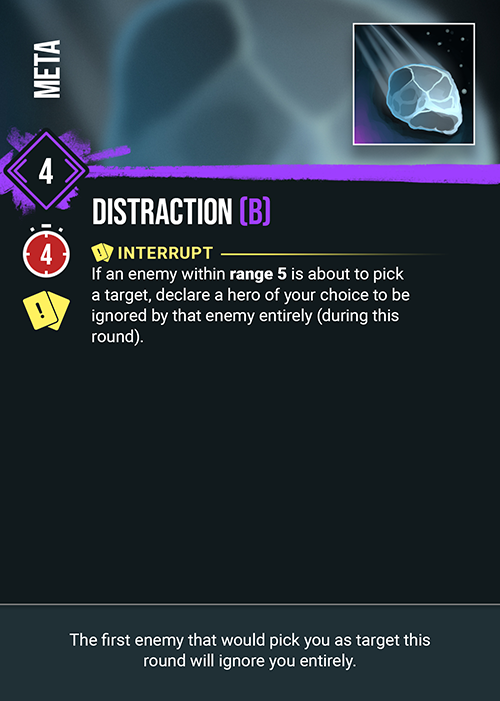 META
4
DISTRACTION (B)
4
! INTERRUPT
!
If an enemy within range 5 is about to pick
a target, declare a hero of your choice to be
ignored by that enemy entirely (during this
round).
The first enemy that would pick you as target this
round will ignore you entirely.